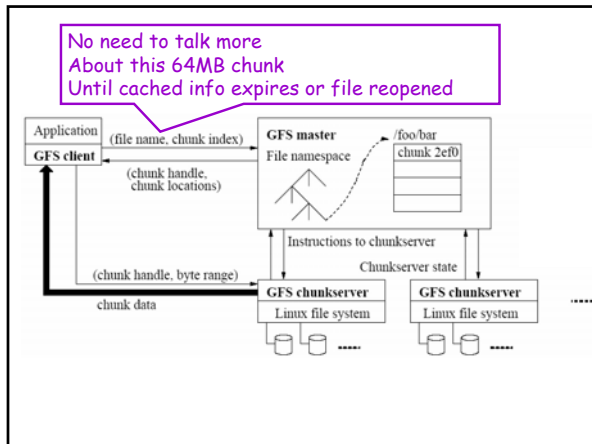 No need to talk more
About this 64MB chunk
Until cached info expires or file reopened
Application
GFS client
(file name, chunk index)
(chunk handle,
chunk locations)
GFS master
File namespace
/foo/bar
chunk 2ef0
Instructions to chunkserver
Chunkserver state
(chunk handle, byte range)
chunk data
GFS chunkserver
Linux file system
GFS chunkserver
Linux file system